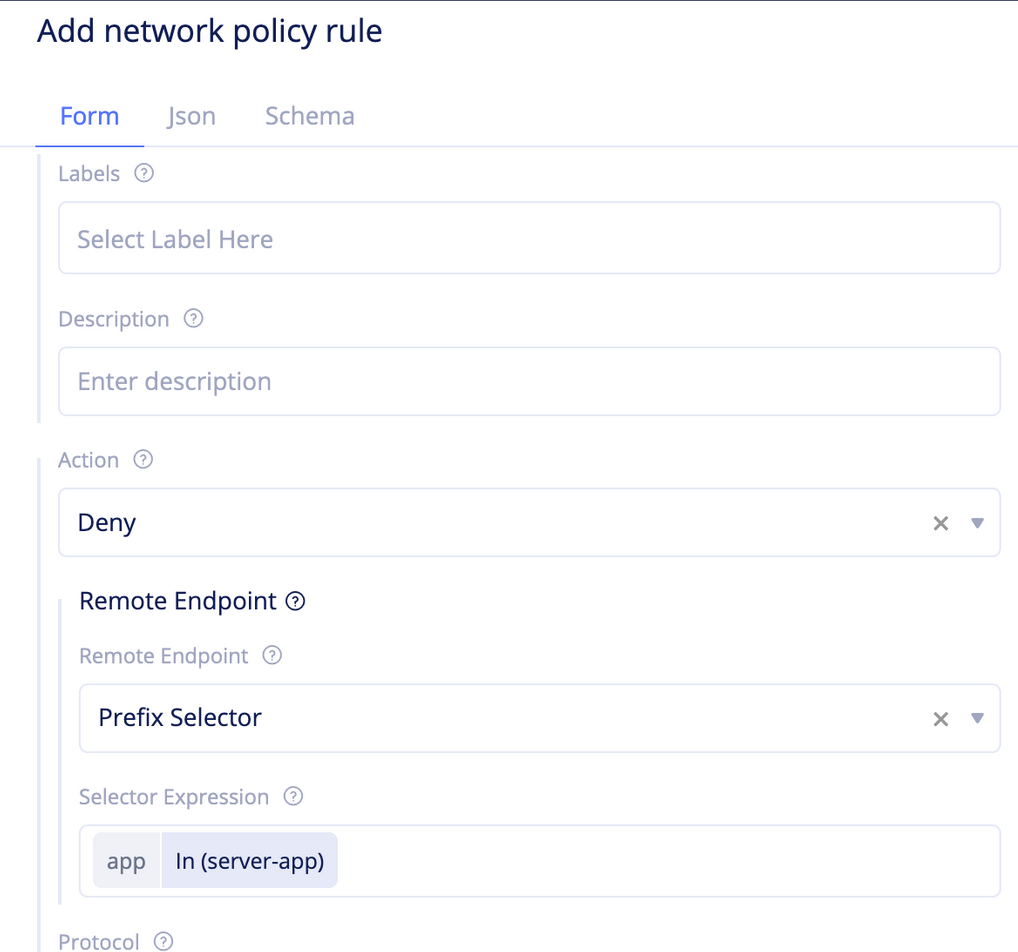 Add network policy rule
Form Json Schema
Labels ?
Select Label Here
Description ?
Enter description
Action ?
Deny
Remote Endpoint ?
Remote Endpoint ?
Prefix Selector
Selector Expression ?
app In (server-app)
Protocol ?